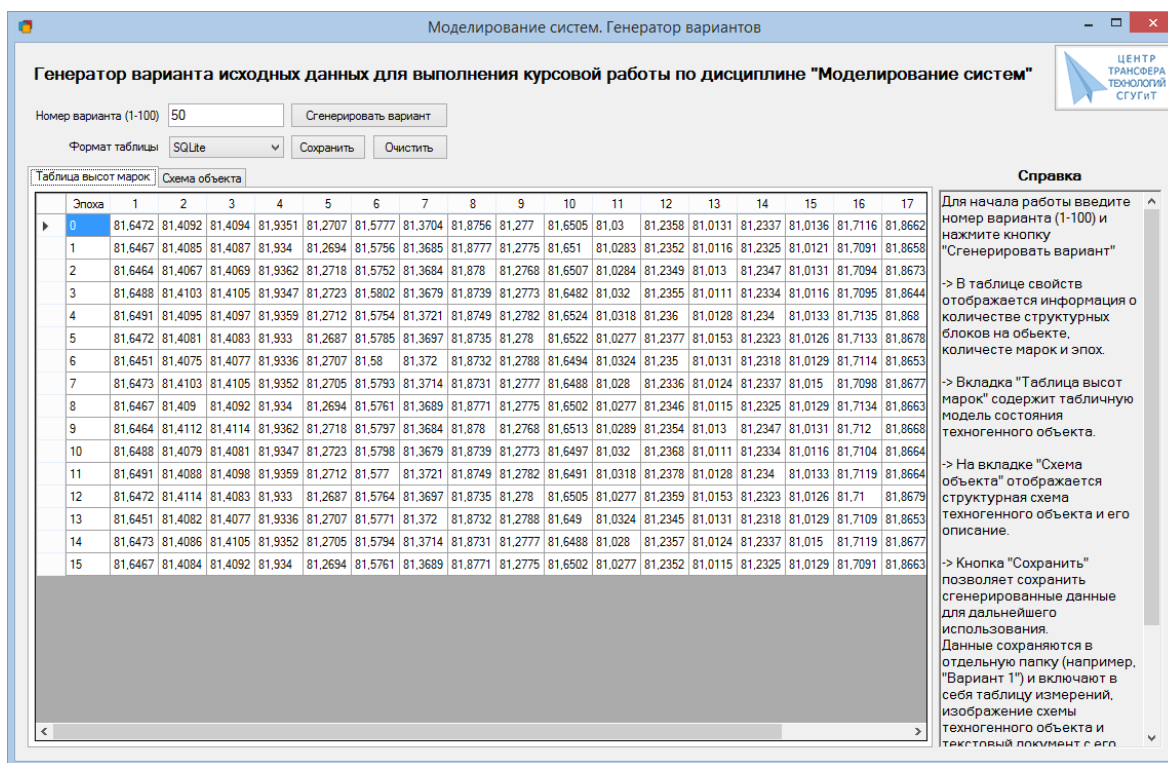 Моделирование систем. Генератор вариантов
ЦЕНТР
ТРАНСФЕРА
ТЕХНОЛОГИЙ
СГУГиТ
Генератор варианта исходных данных для выполнения курсовой работы по дисциплине "Моделирование систем"
Номер варианта (1-100) 50 Сгенерировать вариант
Формат таблицы SQLite Сохранить Очистить
Таблица высот марок Схема объекта
Эпоха 1 2 3 4 5 6 7 8 9 10 11 12 13 14 15 16 17
0 81,6472 81,4092 81,4094 81,9351 81,2707 81,5777 81,3704 81,8756 81,277 81,6505 81,03 81,2358 81,0131 81,2337 81,0136 81,7116 81,8662
1 81,6467 81,4085 81,4087 81,934 81,2694 81,5756 81,3685 81,8777 81,2775 81,651 81,0283 81,2352 81,0116 81,2325 81,0121 81,7091 81,8658
2 81,6464 81,4067 81,4069 81,9362 81,2718 81,5752 81,3684 81,878 81,2768 81,6507 81,0284 81,2349 81,013 81,2347 81,0131 81,7094 81,8673
3 81,6488 81,4103 81,4105 81,9347 81,2723 81,5802 81,3679 81,8739 81,2773 81,6482 81,032 81,2355 81,0111 81,2334 81,0116 81,7095 81,8644
4 81,6491 81,4095 81,4097 81,9359 81,2712 81,5754 81,3721 81,8749 81,2782 81,6524 81,0318 81,236 81,0128 81,234 81,0133 81,7135 81,868
5 81,6472 81,4081 81,4083 81,933 81,2687 81,5785 81,3697 81,8735 81,278 81,6522 81,0277 81,2377 81,0153 81,2323 81,0126 81,7133 81,8678
6 81,6451 81,4075 81,4077 81,9336 81,2707 81,58 81,372 81,8732 81,2788 81,6494 81,0324 81,235 81,0131 81,2318 81,0129 81,7114 81,8653
7 81,6473 81,4103 81,4105 81,9352 81,2705 81,5793 81,3714 81,8731 81,2777 81,6488 81,028 81,2336 81,0124 81,2337 81,015 81,7098 81,8677
8 81,6467 81,409 81,4092 81,934 81,2694 81,5761 81,3689 81,8771 81,2775 81,6502 81,0277 81,2346 81,0115 81,2325 81,0129 81,7134 81,8663
9 81,6464 81,4112 81,4114 81,9362 81,2718 81,5797 81,3684 81,878 81,2768 81,6513 81,0289 81,2354 81,013 81,2347 81,0131 81,712 81,8668
10 81,6488 81,4079 81,4081 81,9347 81,2723 81,5798 81,3679 81,8739 81,2773 81,6497 81,032 81,2368 81,0111 81,2334 81,0116 81,7104 81,8664
11 81,6491 81,4088 81,4098 81,9359 81,2712 81,577 81,3721 81,8749 81,2782 81,6491 81,0318 81,2378 81,0128 81,234 81,0133 81,7119 81,8664
12 81,6472 81,4114 81,4083 81,933 81,2687 81,5764 81,3697 81,8735 81,278 81,6505 81,0277 81,2359 81,0153 81,2323 81,0126 81,71 81,8679
13 81,6451 81,4082 81,4077 81,9336 81,2707 81,5771 81,372 81,8732 81,2788 81,649 81,0324 81,2345 81,0131 81,2318 81,0129 81,7109 81,8653
14 81,6473 81,4086 81,4105 81,9352 81,2705 81,5794 81,3714 81,8731 81,2777 81,6488 81,028 81,2357 81,0124 81,2337 81,015 81,7119 81,8677
15 81,6467 81,4084 81,4092 81,934 81,2694 81,5761 81,3689 81,8771 81,2775 81,6502 81,0277 81,2352 81,0115 81,2325 81,0129 81,7091 81,8663
Справка
Для начала работы введите
номер варианта (1-100) и
нажмите кнопку
"Сгенерировать вариант"
-> В таблице свойств
отображается информация о
количестве структурных
блоков на обьекте,
количесте марок и эпох.
-> Вкладка "Таблица высот
марок" содержит табличную
модель состояния
техногенного объекта.
-> На вкладке "Схема
объекта" отображается
структурная схема
техногенного объекта и его
описание.
-> Кнопка "Сохранить"
позволяет сохранить
сгенерированные данные
для дальнейшего
использования.
Данные сохраняются в
отдельную папку (например,
"Вариант 1") и включают в
себя таблицу измерений,
изображение схемы
техногенного объекта и
текстовый документ с его